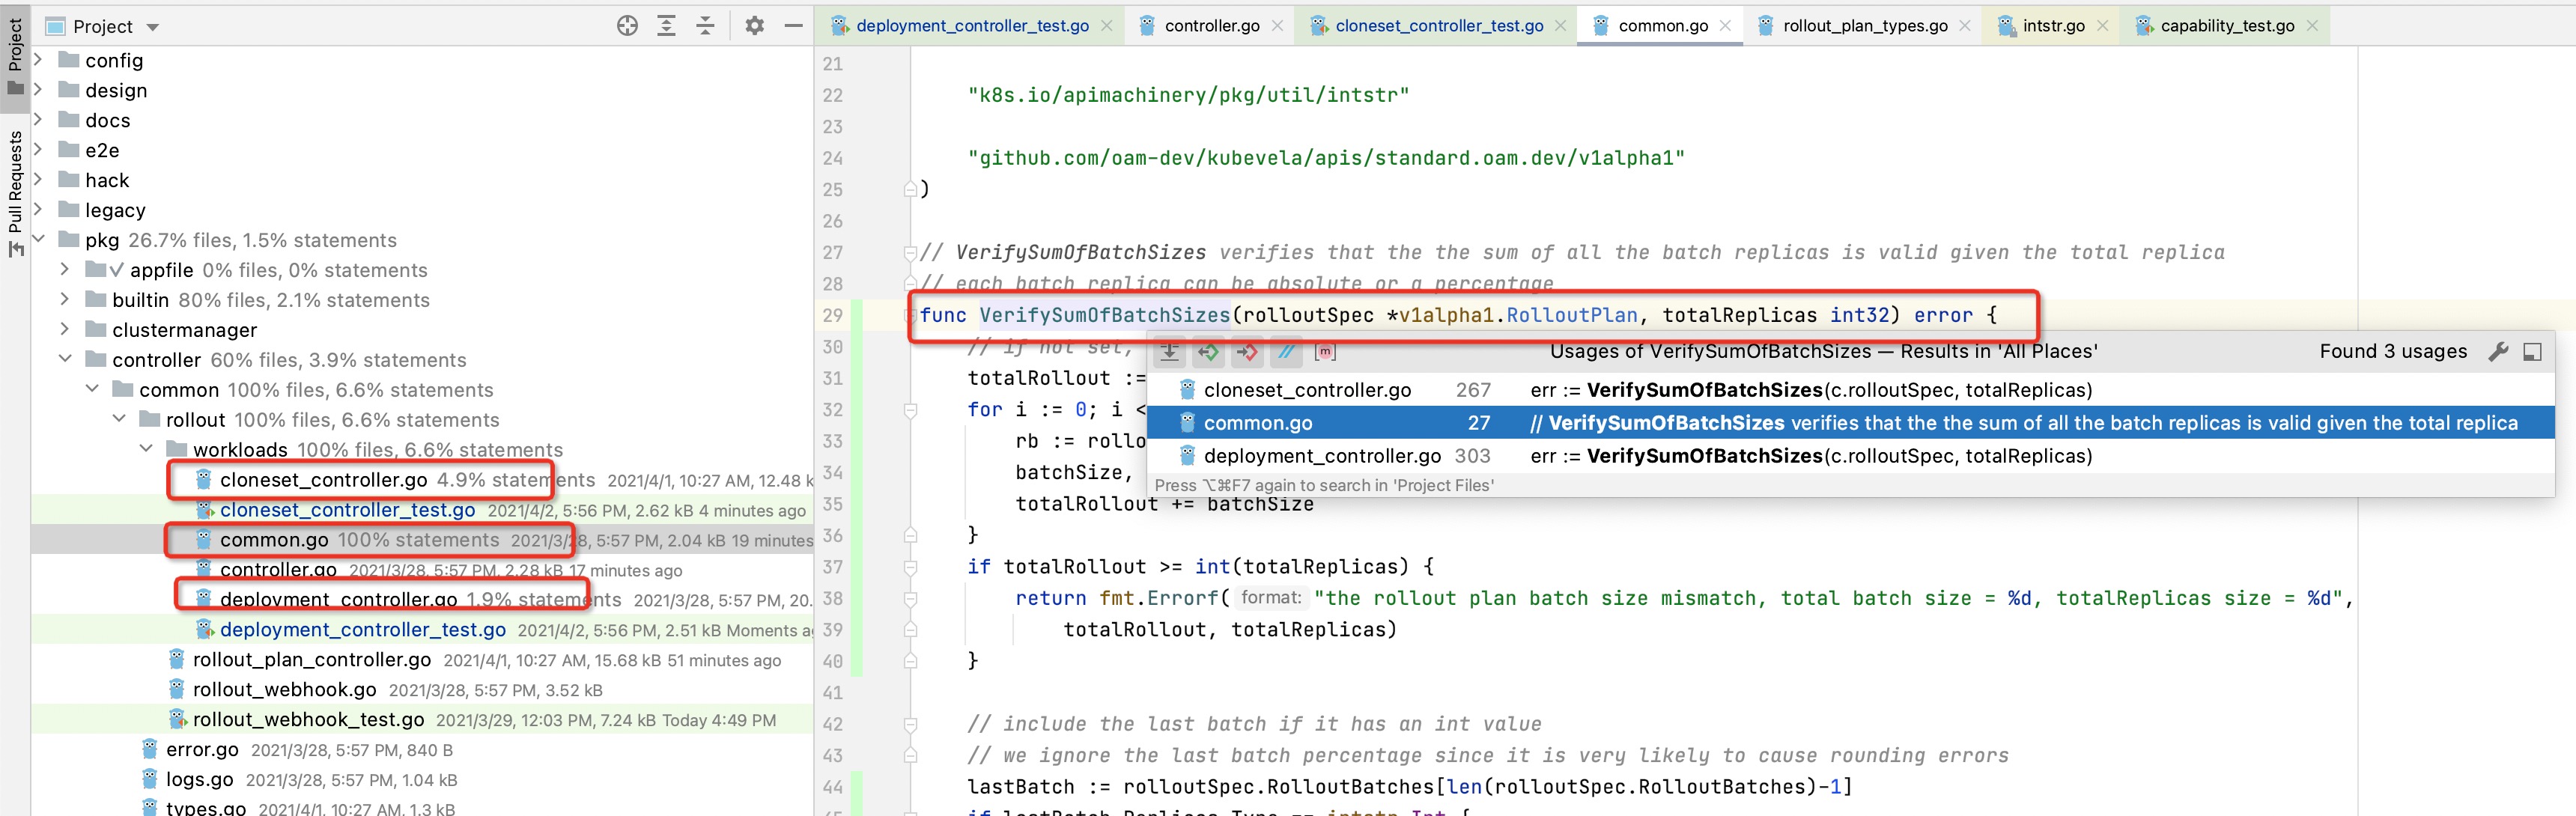 Project
Pull Requests
Project
config
design
docs
e2e
hack
legacy
pkg 26.7% files, 1.5% statements
appfile 0% files, 0% statements
builtin 80% files, 2.1% statements
clustermanager
controller 60% files, 3.9% statements
common 100% files, 6.6% statements
rollout 100% files, 6.6% statements
workloads 100% files, 6.6% statements
cloneset_controller.go 4.9% statements 2021/4/1, 10:27 AM, 12.48 k
cloneset_controller_test.go 2021/4/2, 5:56 PM, 2.62 kB 4 minutes ago
common.go 100% statements 2021/3/28, 5:57 PM, 2.04 kB 19 minutes
controller.go 2021/3/28, 5:57 PM, 2.28 kB 17 minutes ago
deployment_controller.go 1.9% statements 2021/3/28, 5:57 PM, 20.
deployment_controller_test.go 2021/4/2, 5:56 PM, 2.51 kB Moments ag
rollout_plan_controller.go 2021/4/1, 10:27 AM, 15.68 kB 51 minutes ago
rollout_webhook.go 2021/3/28, 5:57 PM, 3.52 kB
rollout_webhook_test.go 2021/3/29, 12:03 PM, 7.24 kB Today 4:49 PM
error.go 2021/3/28, 5:57 PM, 840 B
logs.go 2021/3/28, 5:57 PM, 1.04 kB
types.go 2021/4/1, 10:27 AM, 1.3 kB
deployment_controller_test.go controller.go cloneset_controller_test.go common.go rollout_plan_types.go intstr.go capability_test.go
21
22 "k8s.io/apimachinery/pkg/util/intstr"
23
24 "github.com/oam-dev/kubevela/apis/standard.oam.dev/v1alpha1"
25 )
26
27 // VerifySumOfBatchSizes verifies that the the sum of all the batch replicas is valid given the total replica
28 // each batch replica can be absolute or a percentage
29 func VerifySumOfBatchSizes(rolloutSpec *v1alpha1.RolloutPlan, totalReplicas int32) error {
30 // if not set,
31 totalRollout :=
32 for i := 0; i <
33 rb := rollo
34 batchSize,
35 totalRollout += batchSize
36 }
37 if totalRollout >= int(totalReplicas) {
38 return fmt.Errorf( format: "the rollout plan batch size mismatch, total batch size = %d, totalReplicas size = %d",
39 totalRollout, totalReplicas)
40 }
41
42 // include the last batch if it has an int value
43 // we ignore the last batch percentage since it is very likely to cause rounding errors
44 lastBatch := rolloutSpec.RolloutBatches[len(rolloutSpec.RolloutBatches)-1]
45 if lastBatch.Replicas.Type == intstr.Int {
Usages of VerifySumOfBatchSizes — Results in 'All Places' Found 3 usages
cloneset_controller.go 267 err := VerifySumOfBatchSizes(c.rolloutSpec, totalReplicas)
common.go 27 // VerifySumOfBatchSizes verifies that the the sum of all the batch replicas is valid given the total replica
deployment_controller.go 303 err := VerifySumOfBatchSizes(c.rolloutSpec, totalReplicas)
Press ⌥⌘F7 again to search in 'Project Files'